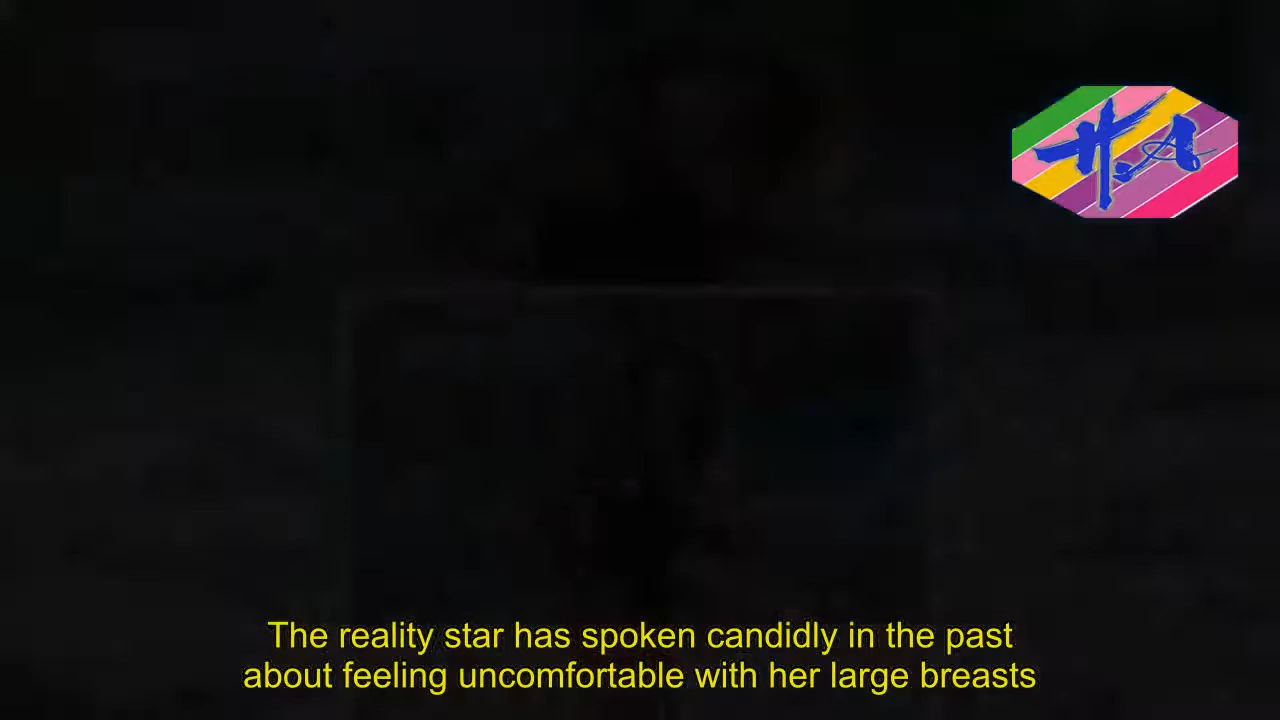 H.A
The reality star has spoken candidly in the past
about feeling uncomfortable with her large breasts